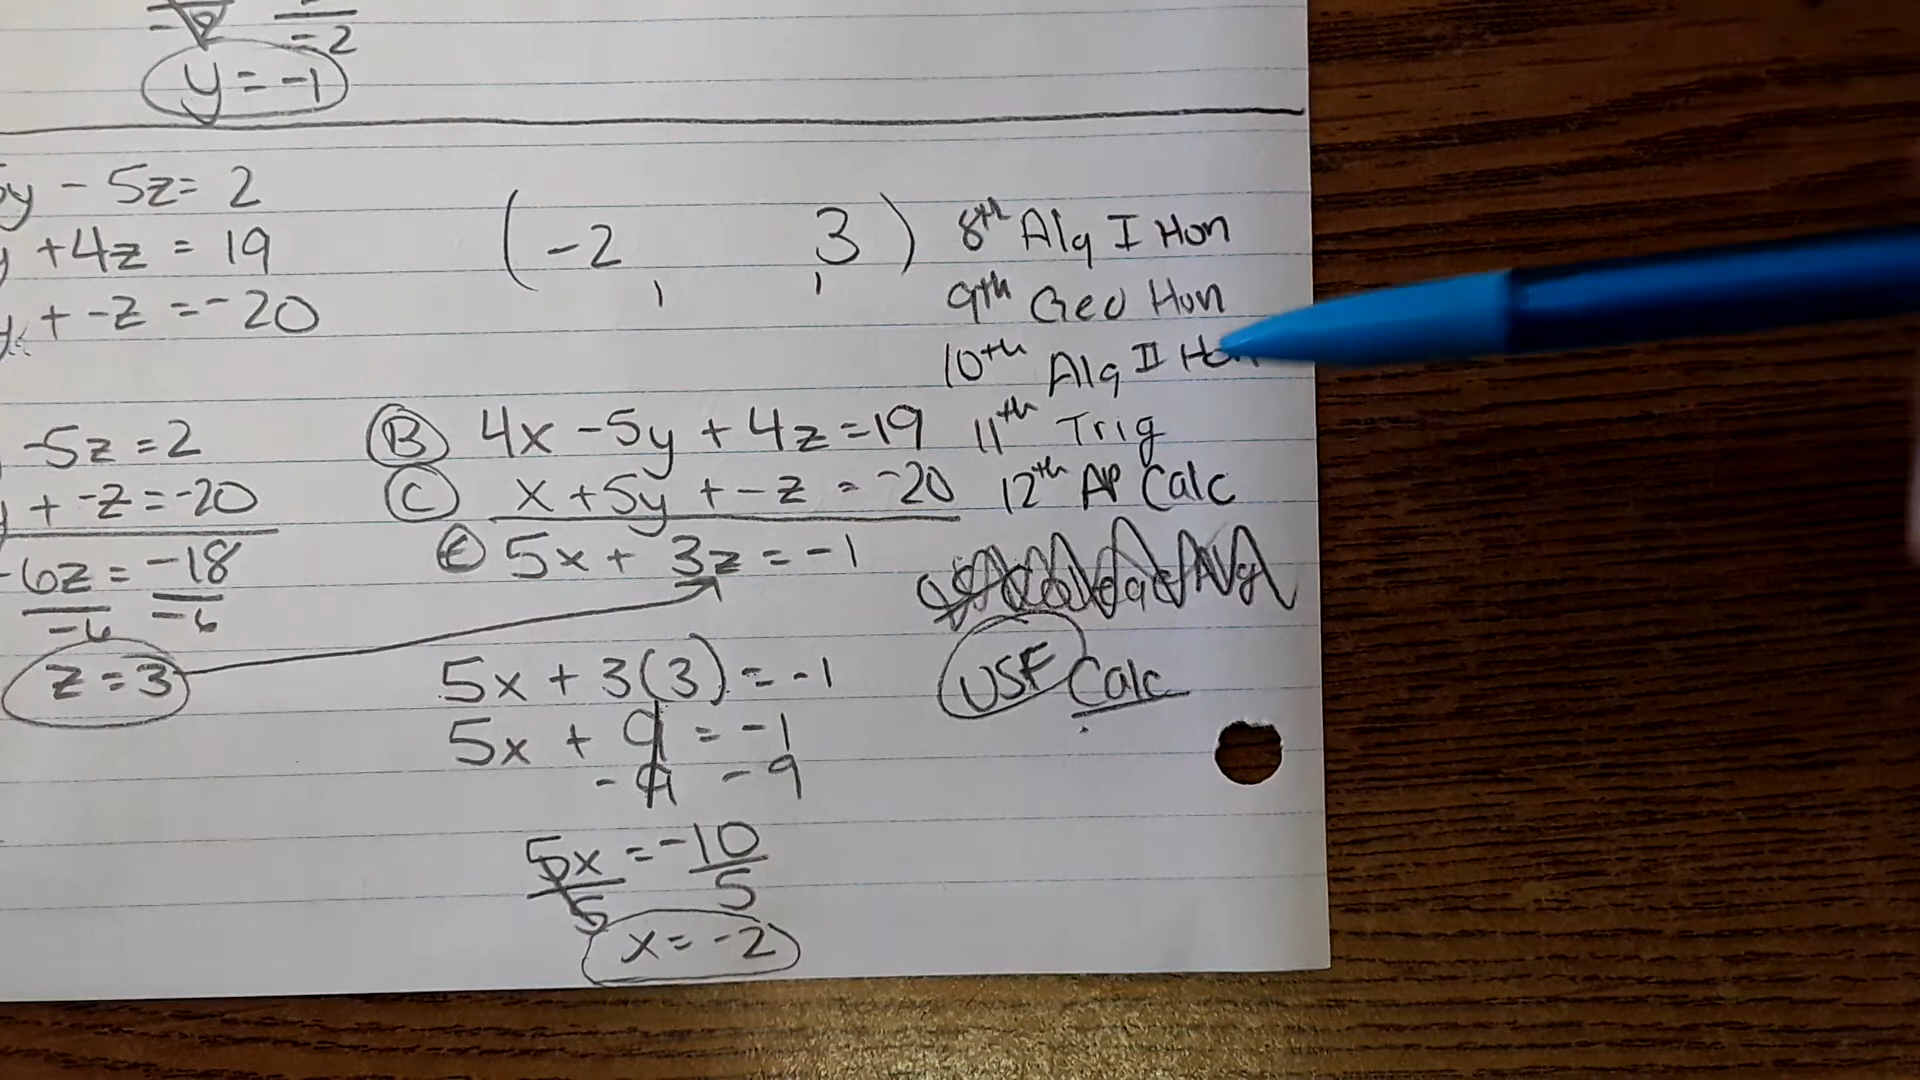 -2
y = -1
y - 5z = 2
+4z = 19
+ -z = -20
(-2, 3,)
8th Alg I Hon
9th Geo Hon
10th Alg II Hon
11th Trig
12th AP Calc
-5z = 2
+ -z = -20
-6z = -18
-6 -6
z = 3
B 4x - 5y + 4z = 19
C x + 5y + -z = -20
E 5x + 3z = -1
5x + 3(3) = -1
5x + 9 = -1
-9 -9
5x = -10
5 5
x = -2
USF Calc